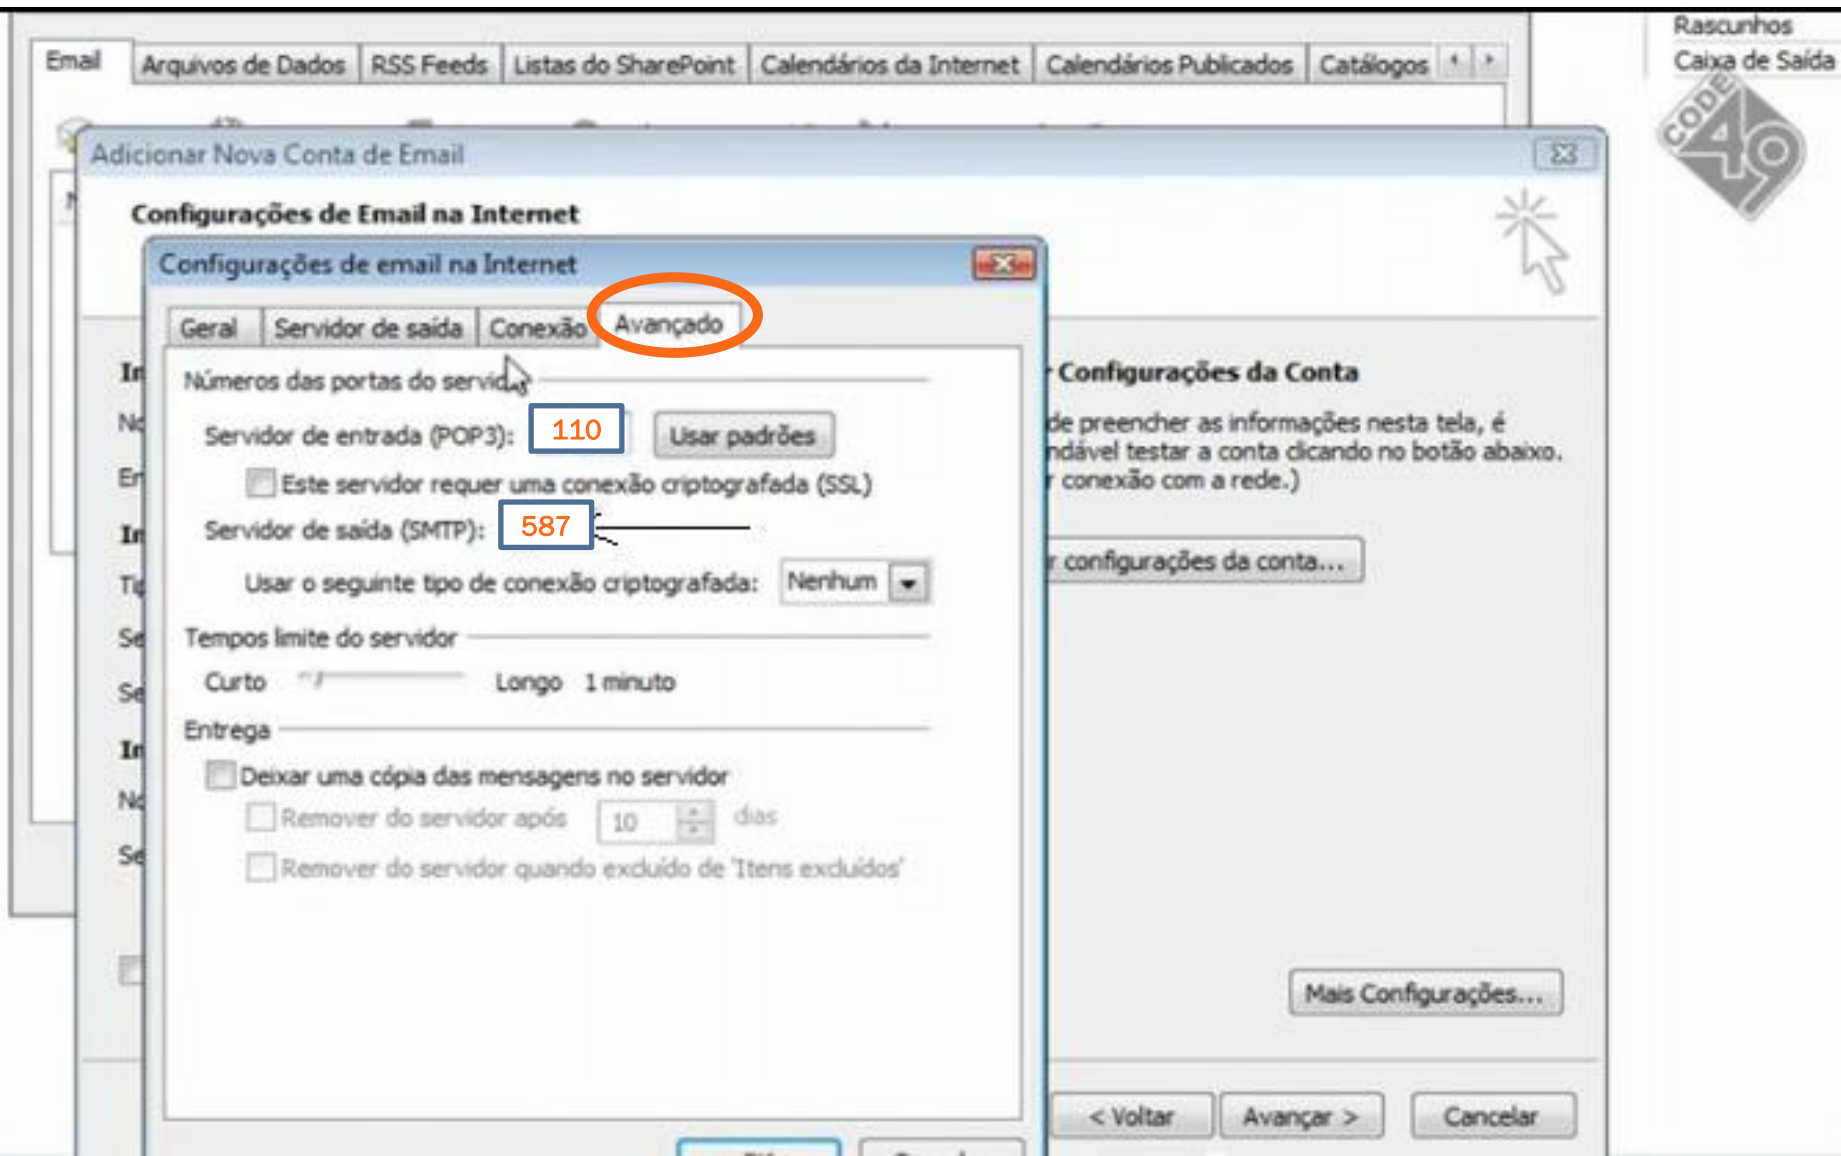 Rascunhos
Caixa de Saída
Email
Arquivos de Dados
RSS Feeds
Listas do SharePoint
Calendários da Internet
Calendários Publicados
Catálogos
CODE
49
Adicionar Nova Conta de Email
Configurações de Email na Internet
Configurações de email na Internet
Geral
Servidor de saída
Conexão
Avançado
Números das portas do servid
Servidor de entrada (POP3): 110
Usar padrões
Este servidor requer uma conexão criptografada (SSL)
Servidor de saída (SMTP): 587
Usar o seguinte tipo de conexão criptografada: Nenhum
Tempos limite do servidor
Curto
Longo 1 minuto
Entrega
Deixar uma cópia das mensagens no servidor
Remover do servidor após 10 dias
Remover do servidor quando excluído de 'Itens excluídos'
Configurações da Conta
de preencher as informações nesta tela, é
ndável testar a conta clicando no botão abaixo.
r conexão com a rede.)
r configurações da conta...
Mais Configurações...
< Voltar
Avançar >
Cancelar